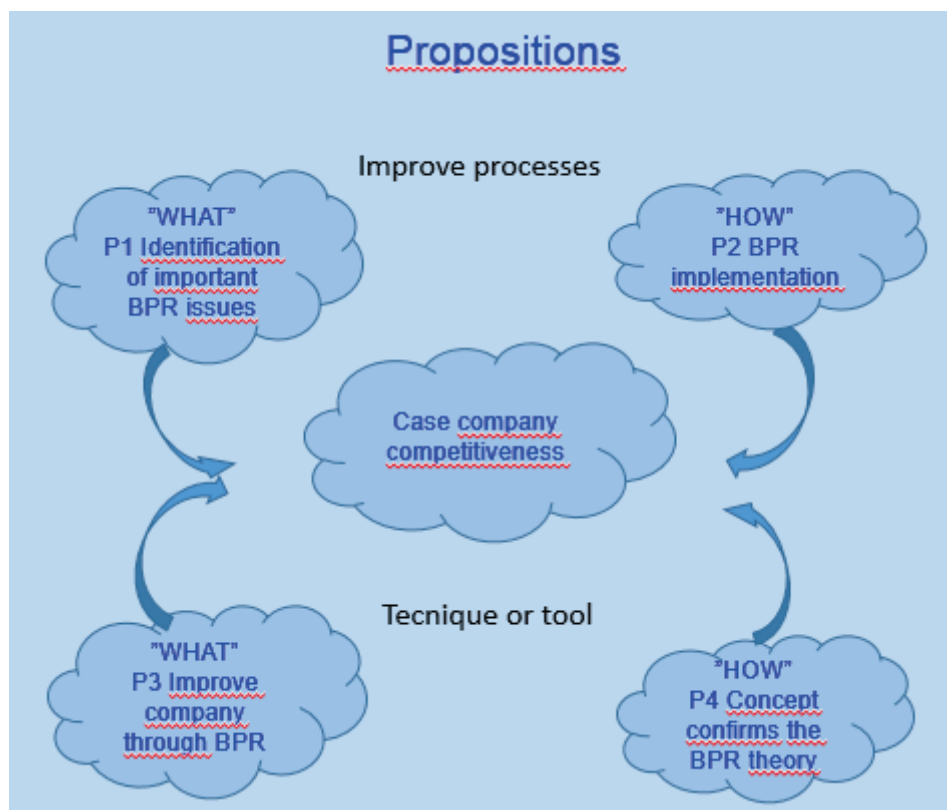 Propositions
Improve processes
”WHAT”
P1 Identification
of important
BPR issues
”HOW”
P2 BPR
implementation
Case company
competitiveness
Tecnique or tool
”WHAT”
P3 Improve
company
through BPR
”HOW”
P4 Concept
confirms the
BPR theory